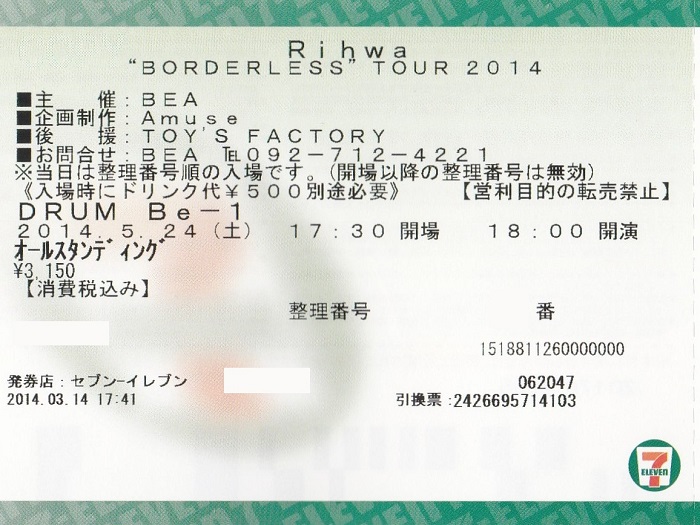 Rihwa
“BORDERLESS” TOUR 2014
■主　催：BEA
■企画制作：Amuse
■後　援：TOY'S FACTORY
■お問合せ：BEA ℡092-712-4221
※当日は整理番号順の入場です。(開場以降の整理番号は無効)
《入場時にドリンク代￥500別途必要》　【営利目的の転売禁止】
DRUM Be-1
2014. 5. 24（土）　17：30 開場　18：00 開演
ｵｰﾙｽﾀﾝﾃﾞｨﾝｸﾞ
¥3,150
【消費税込み】
整理番号　番
1518811260000000
発券店：セブン-イレブン　062047
2014.03.14 17:41　引換票：2426695714103
7 ELEVEN